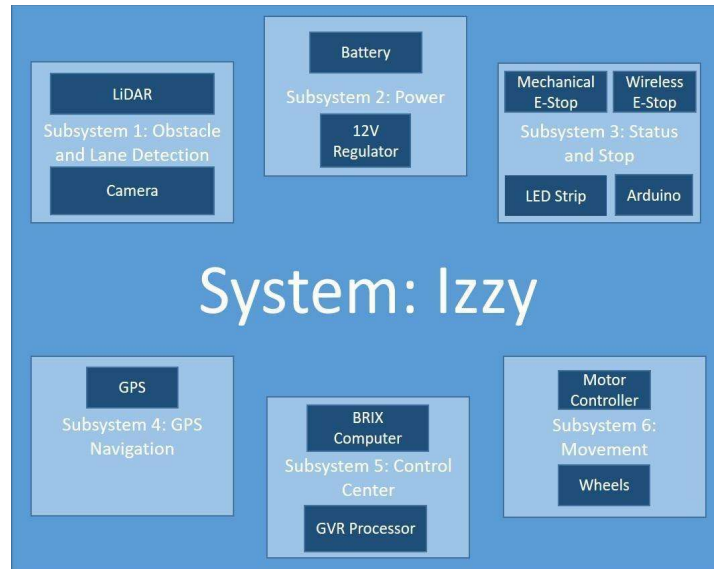 LiDAR
Subsystem 1: Obstacle
and Lane Detection
Camera
Battery
Subsystem 2: Power
12V
Regulator
Mechanical
E-Stop
Wireless
E-Stop
Subsystem 3: Status
and Stop
LED Strip
Arduino
System: Izzy
GPS
Subsystem 4: GPS
Navigation
BRIX
Computer
Subsystem 5: Control
Center
GVR Processor
Motor
Controller
Subsystem 6:
Movement
Wheels